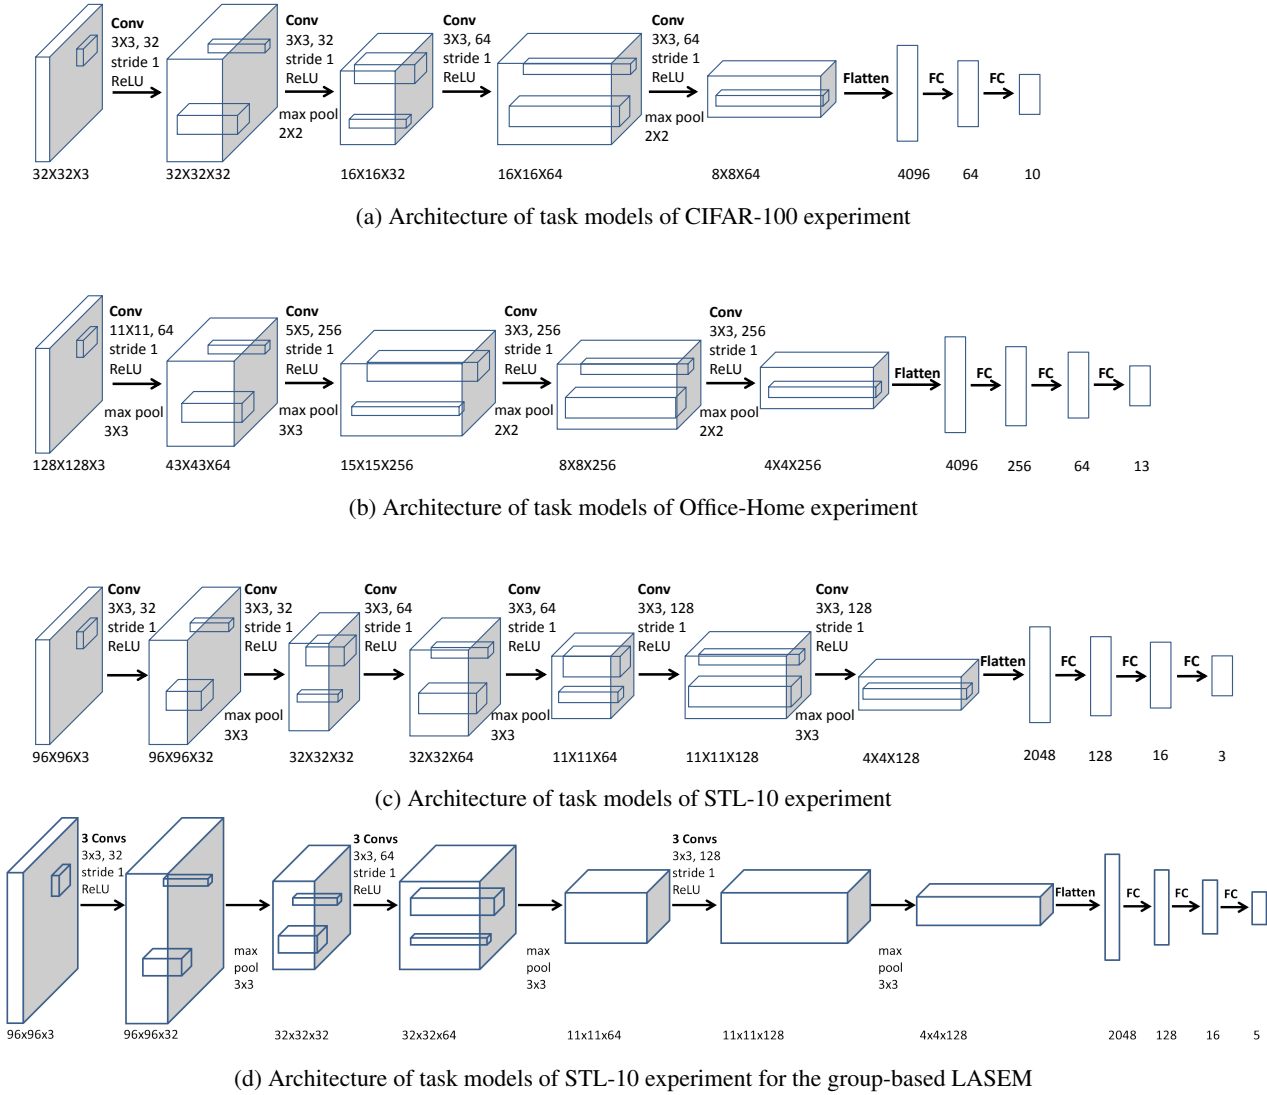 Conv
3X3, 32
stride 1
ReLU
Conv
3X3, 32
stride 1
ReLU
max pool
2X2
Conv
3X3, 64
stride 1
ReLU
Conv
3X3, 64
stride 1
ReLU
max pool
2X2
Flatten
FC
FC
32X32X3
32X32X32
16X16X32
16X16X64
8X8X64
4096
64
10
(a) Architecture of task models of CIFAR-100 experiment
Conv
11X11, 64
stride 1
ReLU
max pool
3X3
Conv
5X5, 256
stride 1
ReLU
max pool
3X3
Conv
3X3, 256
stride 1
ReLU
max pool
2X2
Conv
3X3, 256
stride 1
ReLU
max pool
2X2
Flatten
FC
FC
FC
128X128X3
43X43X64
15X15X256
8X8X256
4X4X256
4096
256
64
13
(b) Architecture of task models of Office-Home experiment
Conv
3X3, 32
stride 1
ReLU
Conv
3X3, 32
stride 1
ReLU
max pool
3X3
Conv
3X3, 64
stride 1
ReLU
Conv
3X3, 64
stride 1
ReLU
max pool
3X3
Conv
3X3, 128
stride 1
ReLU
Conv
3X3, 128
stride 1
ReLU
max pool
3X3
Flatten
FC
FC
FC
96X96X3
96X96X32
32X32X32
32X32X64
11X11X64
11X11X128
4X4X128
2048
128
16
3
(c) Architecture of task models of STL-10 experiment
3 Convs
3x3, 32
stride 1
ReLU
max
pool
3x3
3 Convs
3x3, 64
stride 1
ReLU
max
pool
3x3
3 Convs
3x3, 128
stride 1
ReLU
max
pool
3x3
Flatten
FC
FC
FC
96x96x3
96x96x32
32x32x32
32x32x64
11x11x64
11x11x128
4x4x128
2048
128
16
5
(d) Architecture of task models of STL-10 experiment for the group-based LASEM